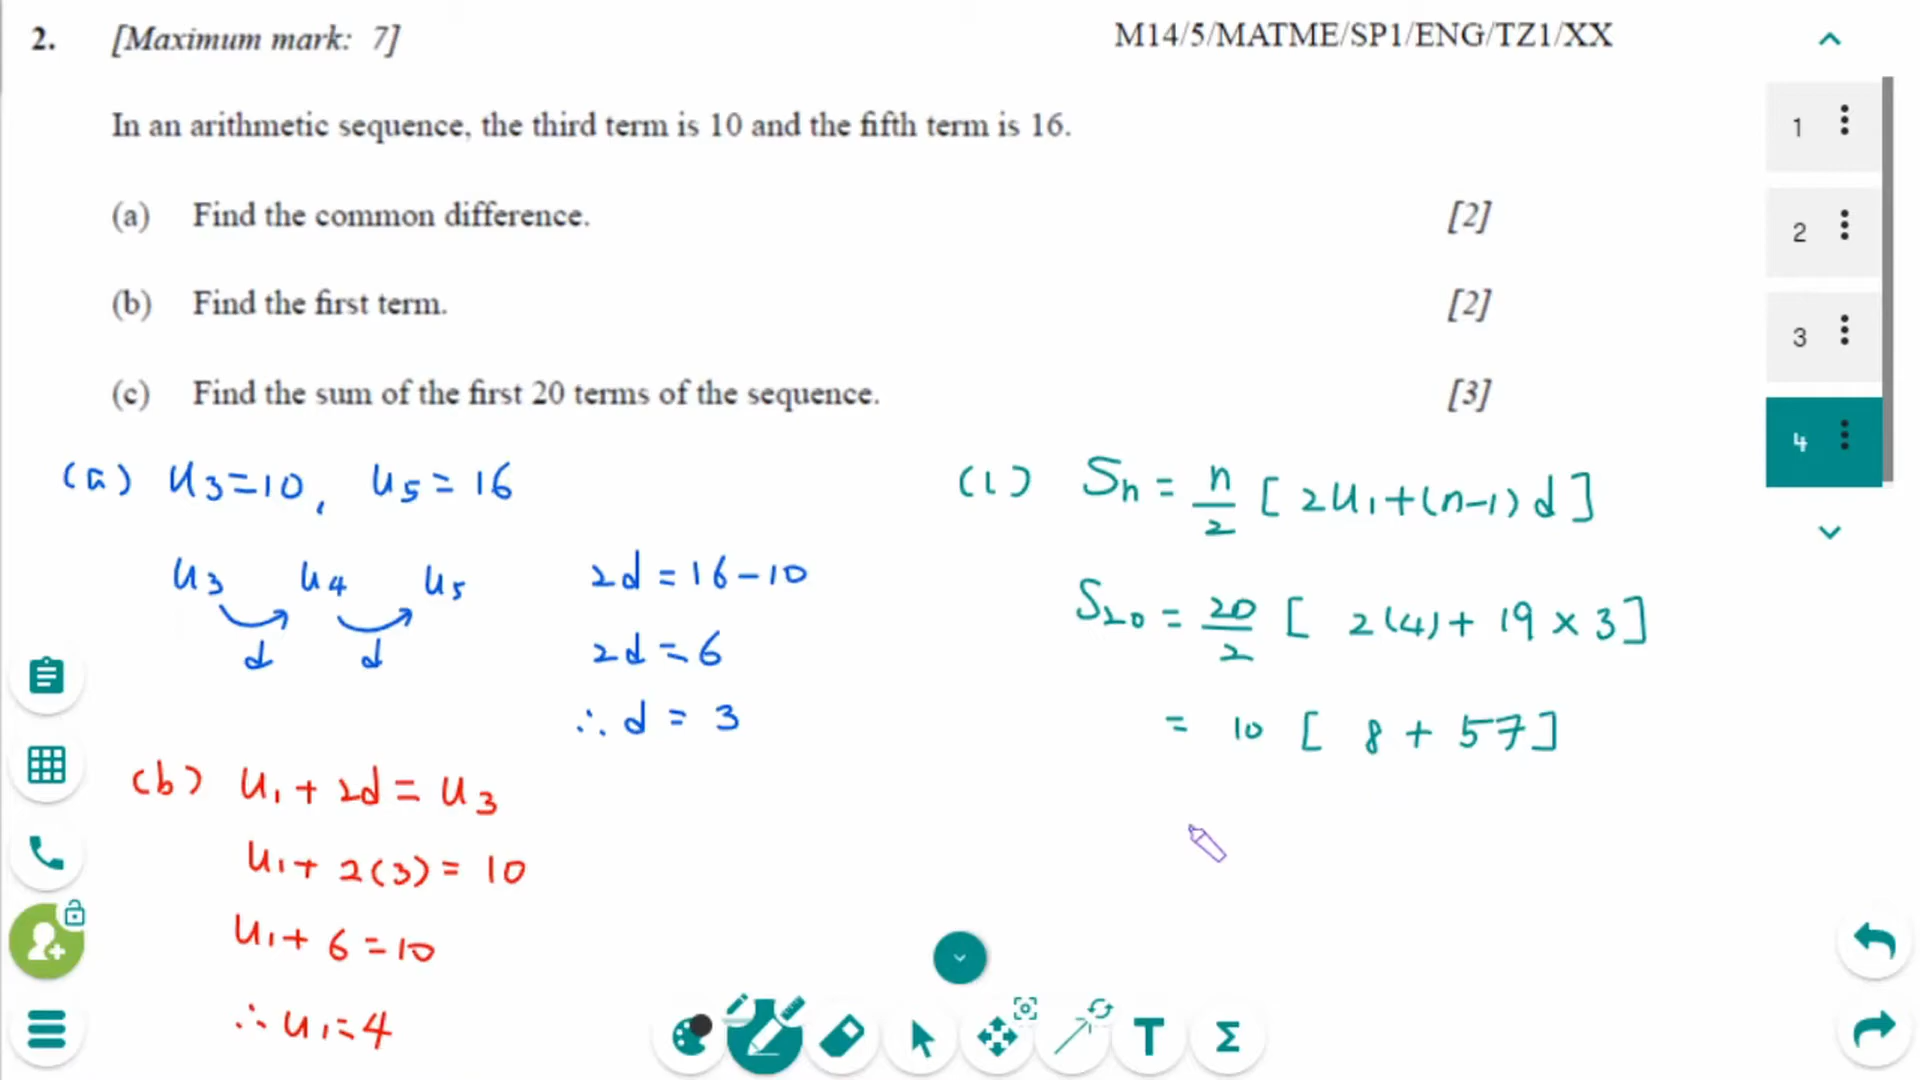 2. [Maximum mark: 7] M14/5/MATME/SP1/ENG/TZ1/XX
In an arithmetic sequence, the third term is 10 and the fifth term is 16.
(a) Find the common difference. [2]
(b) Find the first term. [2]
(c) Find the sum of the first 20 terms of the sequence. [3]
(a) u₃=10, u₅=16
u₃ u₄ u₅
d d
2d = 16-10
2d = 6
∴ d = 3
(b) u₁ + 2d = u₃
u₁ + 2(3) = 10
u₁ + 6 = 10
∴ u₁ = 4
(c) Sₙ = n/2 [2u₁+(n-1)d]
S₂₀ = 20/2 [2(4)+ 19 × 3]
= 10 [8 + 57]
1
2
3
4
T
Σ